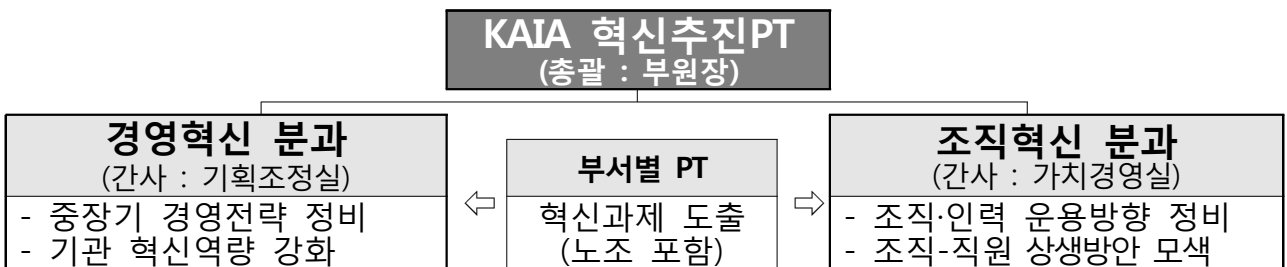 KAIA 혁신추진PT
(총괄 : 부원장)
경영혁신 분과
(간사 : 기획조정실)
- 중장기 경영전략 정비
- 기관 혁신역량 강화
부서별 PT
혁신과제 도출
(노조 포함)
조직혁신 분과
(간사 : 가치경영실)
- 조직·인력 운용방향 정비
- 조직-직원 상생방안 모색